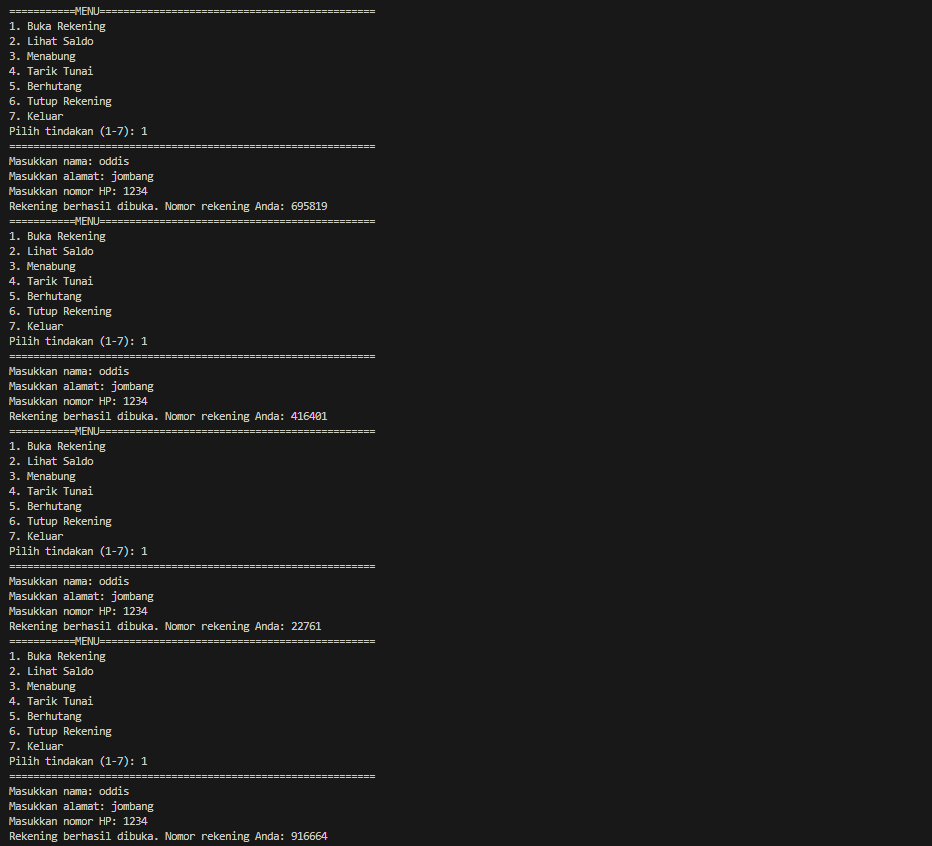 ===========MENU==============================================
1. Buka Rekening
2. Lihat Saldo
3. Menabung
4. Tarik Tunai
5. Berhutang
6. Tutup Rekening
7. Keluar
Pilih tindakan (1-7): 1
=============================================================
Masukkan nama: oddis
Masukkan alamat: jombang
Masukkan nomor HP: 1234
Rekening berhasil dibuka. Nomor rekening Anda: 695819
===========MENU==============================================
1. Buka Rekening
2. Lihat Saldo
3. Menabung
4. Tarik Tunai
5. Berhutang
6. Tutup Rekening
7. Keluar
Pilih tindakan (1-7): 1
=============================================================
Masukkan nama: oddis
Masukkan alamat: jombang
Masukkan nomor HP: 1234
Rekening berhasil dibuka. Nomor rekening Anda: 416401
===========MENU==============================================
1. Buka Rekening
2. Lihat Saldo
3. Menabung
4. Tarik Tunai
5. Berhutang
6. Tutup Rekening
7. Keluar
Pilih tindakan (1-7): 1
=============================================================
Masukkan nama: oddis
Masukkan alamat: jombang
Masukkan nomor HP: 1234
Rekening berhasil dibuka. Nomor rekening Anda: 22761
===========MENU==============================================
1. Buka Rekening
2. Lihat Saldo
3. Menabung
4. Tarik Tunai
5. Berhutang
6. Tutup Rekening
7. Keluar
Pilih tindakan (1-7): 1
=============================================================
Masukkan nama: oddis
Masukkan alamat: jombang
Masukkan nomor HP: 1234
Rekening berhasil dibuka. Nomor rekening Anda: 916664